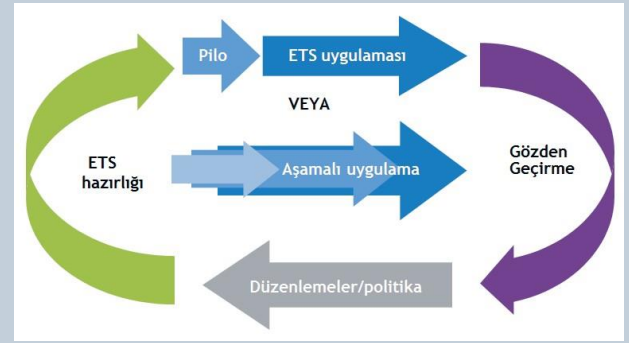 Pilo
ETS uygulaması
VEYA
ETS
hazırlığı
Aşamalı uygulama
Gözden
Geçirme
Düzenlemeler/politika